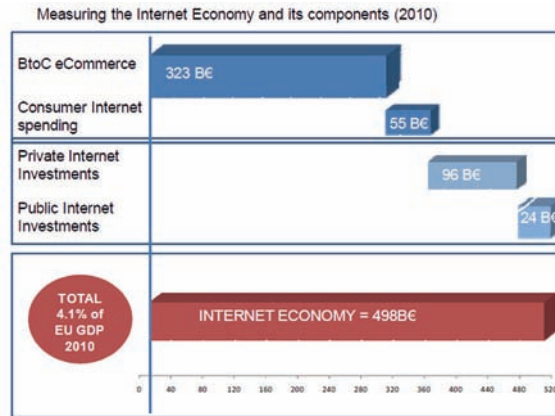 Measuring the Internet Economy and its components (2010)
BtoC eCommerce
323 B€
Consumer Internet
spending
55 B€
Private Internet
Investments
96 B€
Public Internet
Investments
24 B€
TOTAL
4.1% of
EU GDP
2010
INTERNET ECONOMY = 498B€
0 40 80 120 160 200 240 280 320 360 400 440 480 520